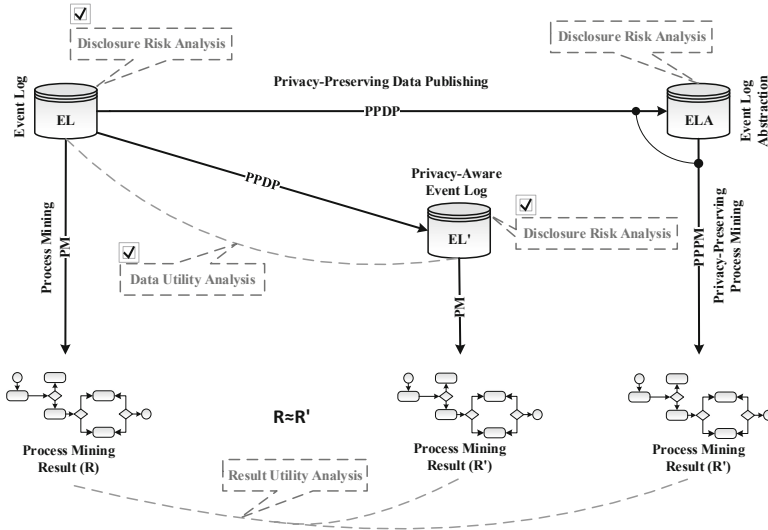 Disclosure Risk Analysis
Disclosure Risk Analysis
Privacy-Preserving Data Publishing
Event Log
EL
PPDP
ELA
Event Log
Abstraction
PPDP
Privacy-Aware
Event Log
EL'
Disclosure Risk Analysis
Process Mining
PM
Data Utility Analysis
PM
PPPM
Privacy-Preserving
Process Mining
R≈R'
Process Mining
Result (R)
Process Mining
Result (R')
Process Mining
Result (R')
Result Utility Analysis